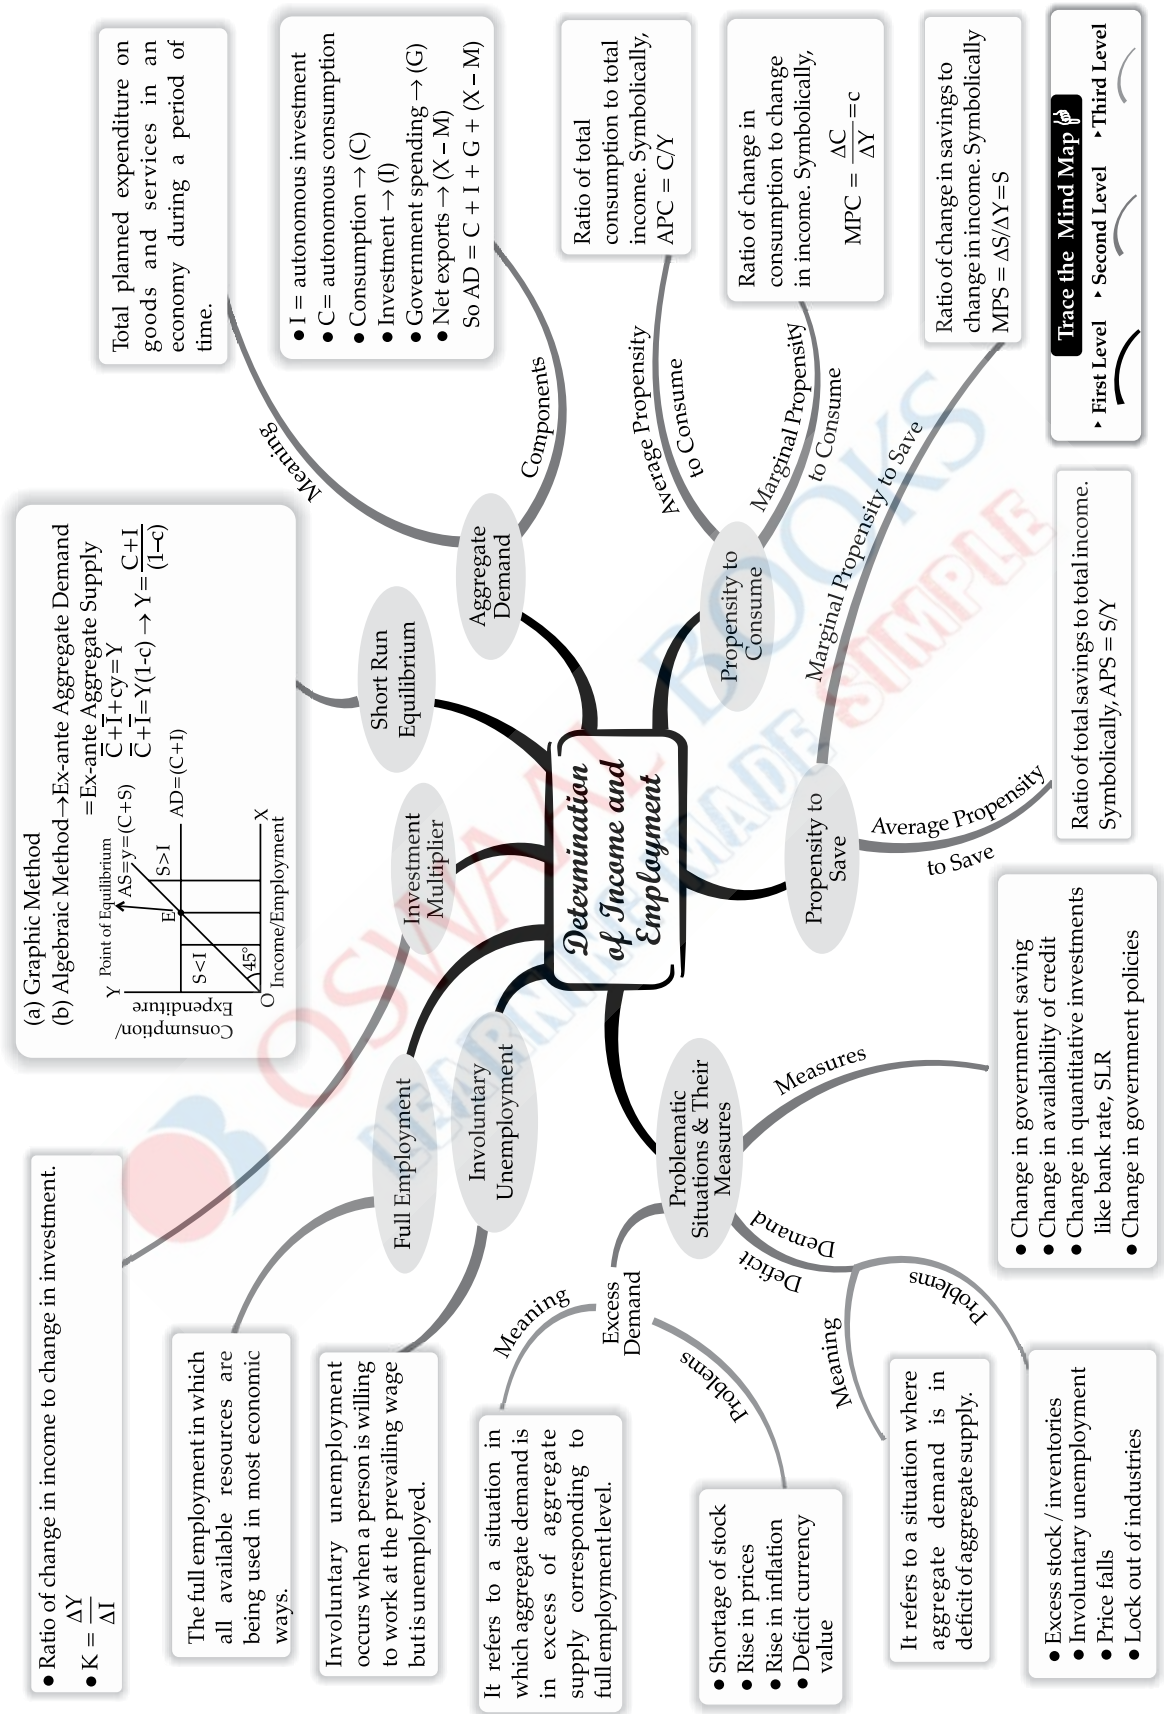 Determination
of Income and
Employment
Aggregate
Demand
Meaning
Total planned expenditure on
goods and services in an
economy during a period of
time.
Components
• I = autonomous investment
• C = autonomous consumption
• Consumption → (C)
• Investment → (I)
• Government spending → (G)
• Net exports → (X – M)
So AD = C + I + G + (X – M)
Propensity to
Consume
Average Propensity
to Consume
Ratio of total
consumption to total
income. Symbolically,
APC = C/Y
Marginal Propensity
to Consume
Ratio of change in
consumption to change
in income. Symbolically,
MPC = ΔC/ΔY = c
Propensity to
Save
Marginal Propensity to Save
Ratio of change in savings to
change in income. Symbolically
MPS = ΔS/ΔY=S
Average Propensity
to Save
Ratio of total savings to total income.
Symbolically, APS = S/Y
Problematic
Situations & Their
Measures
Measures
• Change in government saving
• Change in availability of credit
• Change in quantitative investments
like bank rate, SLR
• Change in government policies
Deficit
Demand
Problems
• Excess stock / inventories
• Involuntary unemployment
• Price falls
• Lock out of industries
Meaning
It refers to a situation where
aggregate demand is in
deficit of aggregate supply.
Excess
Demand
Problems
• Shortage of stock
• Rise in prices
• Rise in inflation
• Deficit currency
value
Meaning
It refers to a situation in
which aggregate demand is
in excess of aggregate
supply corresponding to
full employment level.
Involuntary
Unemployment
Involuntary unemployment
occurs when a person is willing
to work at the prevailing wage
but is unemployed.
Full Employment
The full employment in which
all available resources are
being used in most economic
ways.
Investment
Multiplier
• Ratio of change in income to change in investment.
• K = ΔY/ΔI
Short Run
Equilibrium
(a) Graphic Method
(b) Algebraic Method→Ex-ante Aggregate Demand
=Ex-ante Aggregate Supply
C̅+I̅+cy=Y
C̅+I̅=Y(1-c) → Y = C̅+I̅/(1–c)
Y
Point of Equilibrium
AS=y=(C+S)
E
S>I
AD=(C+I)
S<I
45°
O
X
Income/Employment
Consumption/
Expenditure
Trace the Mind Map
▸ First Level ▸ Second Level ▸ Third Level
OSWAAL BOOKS
LEARNING MADE SIMPLE